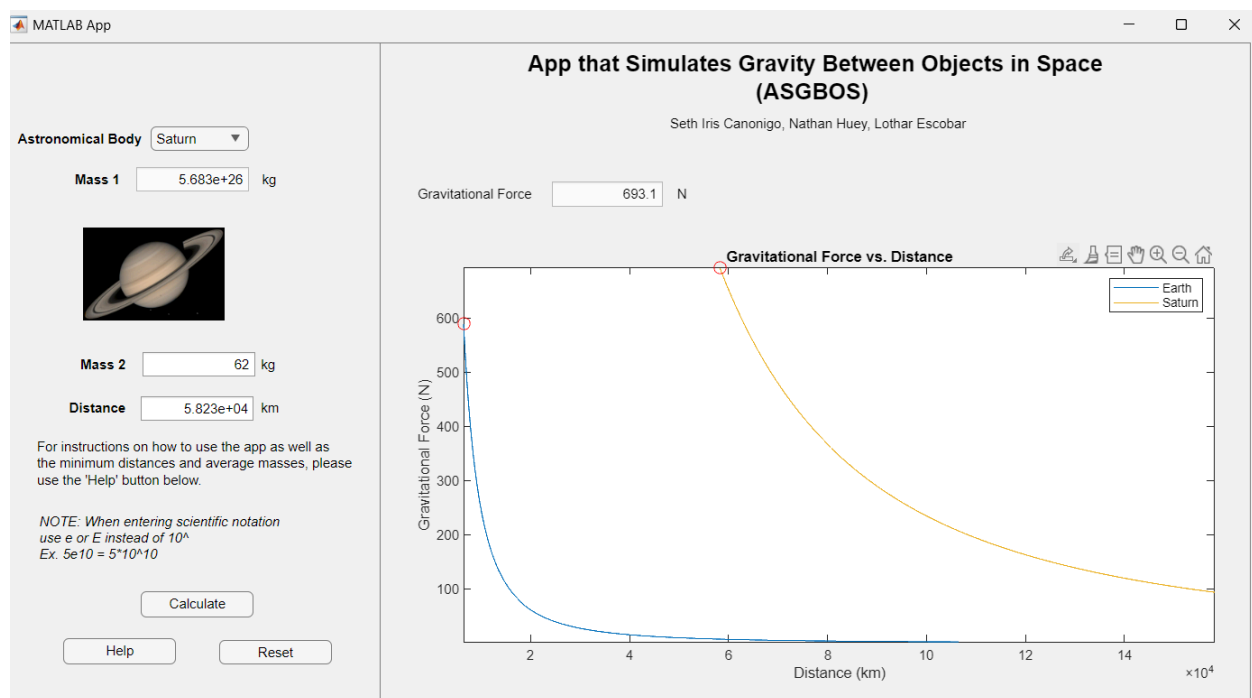 MATLAB App
App that Simulates Gravity Between Objects in Space
(ASGBOS)
Seth Iris Canonigo, Nathan Huey, Lothar Escobar
Astronomical Body Saturn
Mass 1 5.683e+26 kg
Mass 2 62 kg
Distance 5.823e+04 km
For instructions on how to use the app as well as
the minimum distances and average masses, please
use the 'Help' button below.
NOTE: When entering scientific notation
use e or E instead of 10^
Ex. 5e10 = 5*10^10
Calculate
Help Reset
Gravitational Force 693.1 N
Gravitational Force vs. Distance
Earth
Saturn
Gravitational Force (N)
600
500
400
300
200
100
2 4 6 8 10 12 14
Distance (km) ×10⁴